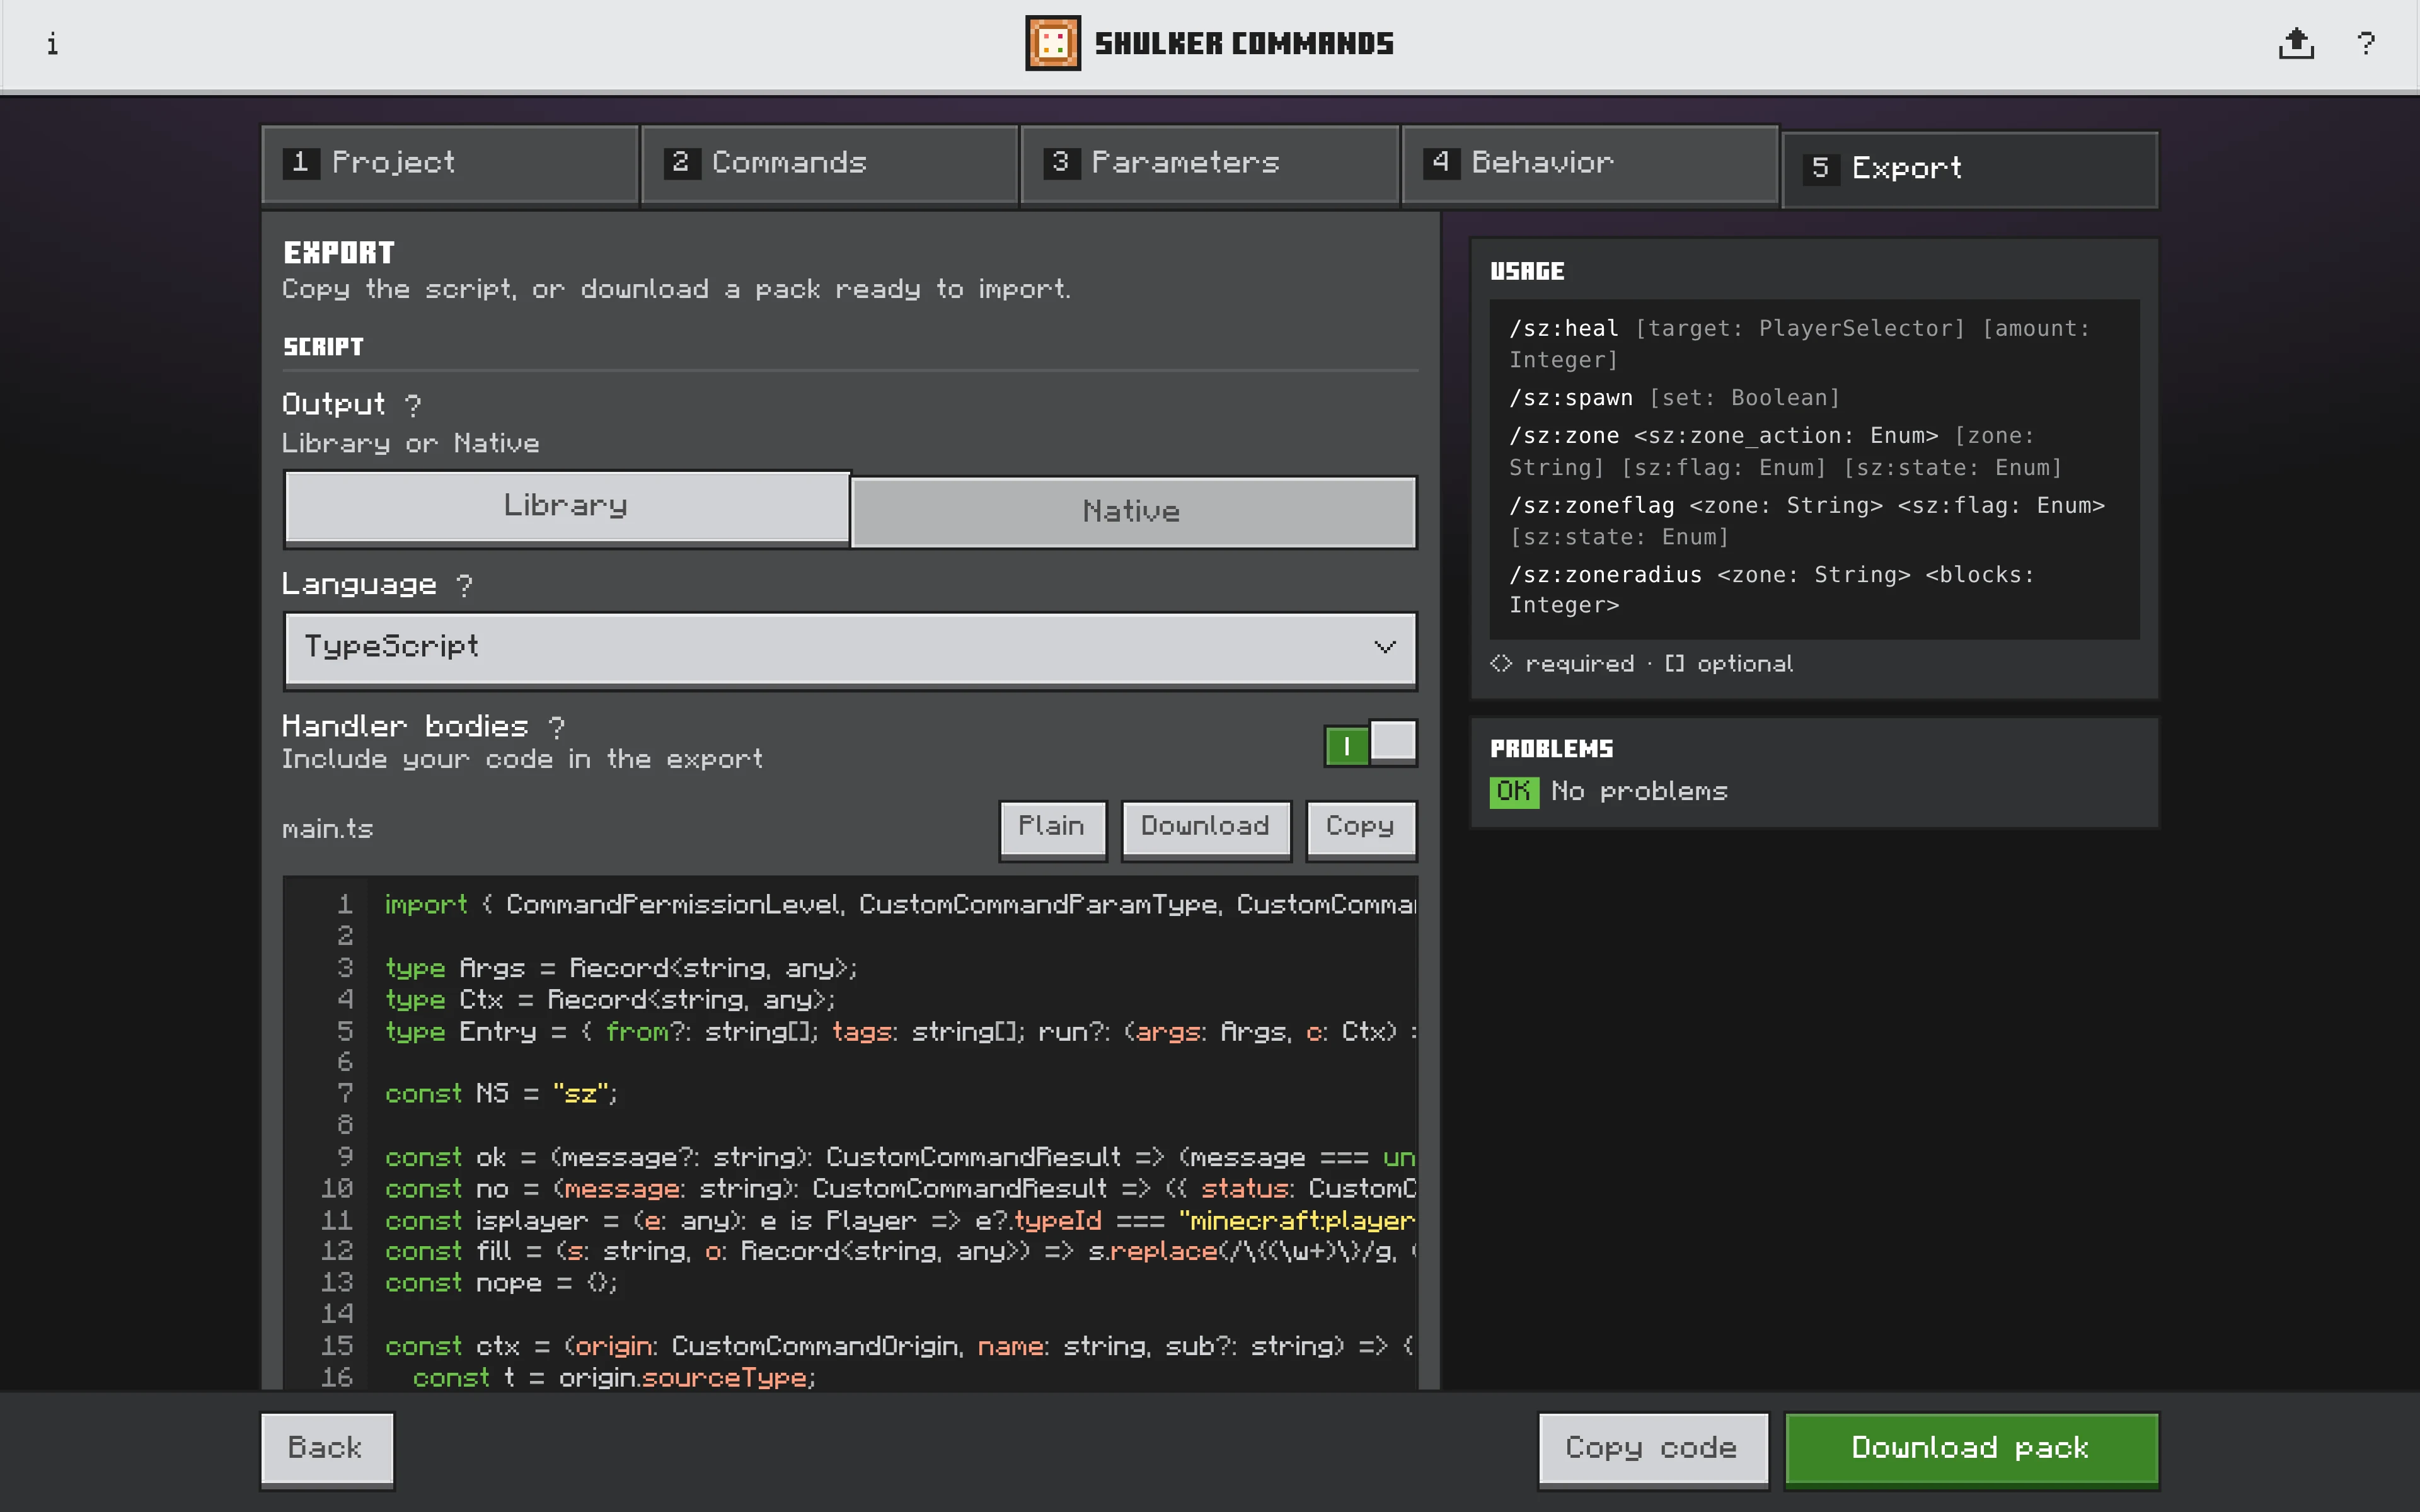 i
SHULKER COMMANDS
?
1 Project
2 Commands
3 Parameters
4 Behavior
5 Export
EXPORT
Copy the script, or download a pack ready to import.
SCRIPT
Output ?
Library or Native
Library
Native
Language ?
TypeScript
Handler bodies ?
Include your code in the export
main.ts
Plain
Download
Copy
1 import { CommandPermissionLevel, CustomCommandParamType, CustomComma
2
3 type Args = Record<string, any>;
4 type Ctx = Record<string, any>;
5 type Entry = { from?: string[]; tags: string[]; run?: (args: Args, c: Ctx) =
6
7 const NS = "sz";
8
9 const ok = (message?: string): CustomCommandResult => (message === un
10 const no = (message: string): CustomCommandResult => ({ status: CustomC
11 const isplayer = (e: any): e is Player => e?.typeId === "minecraft:player
12 const fill = (s: string, o: Record<string, any>) => s.replace(/\{(\w+)\}/g, (
13 const nope = {};
14
15 const ctx = (origin: CustomCommandOrigin, name: string, sub?: string) => {
16 const t = origin.sourceType;
USAGE
/sz:heal [target: PlayerSelector] [amount:
Integer]
/sz:spawn [set: Boolean]
/sz:zone <sz:zone_action: Enum> [zone:
String] [sz:flag: Enum] [sz:state: Enum]
/sz:zoneflag <zone: String> <sz:flag: Enum>
[sz:state: Enum]
/sz:zoneradius <zone: String> <blocks:
Integer>
<> required · [] optional
PROBLEMS
OK No problems
Back
Copy code
Download pack